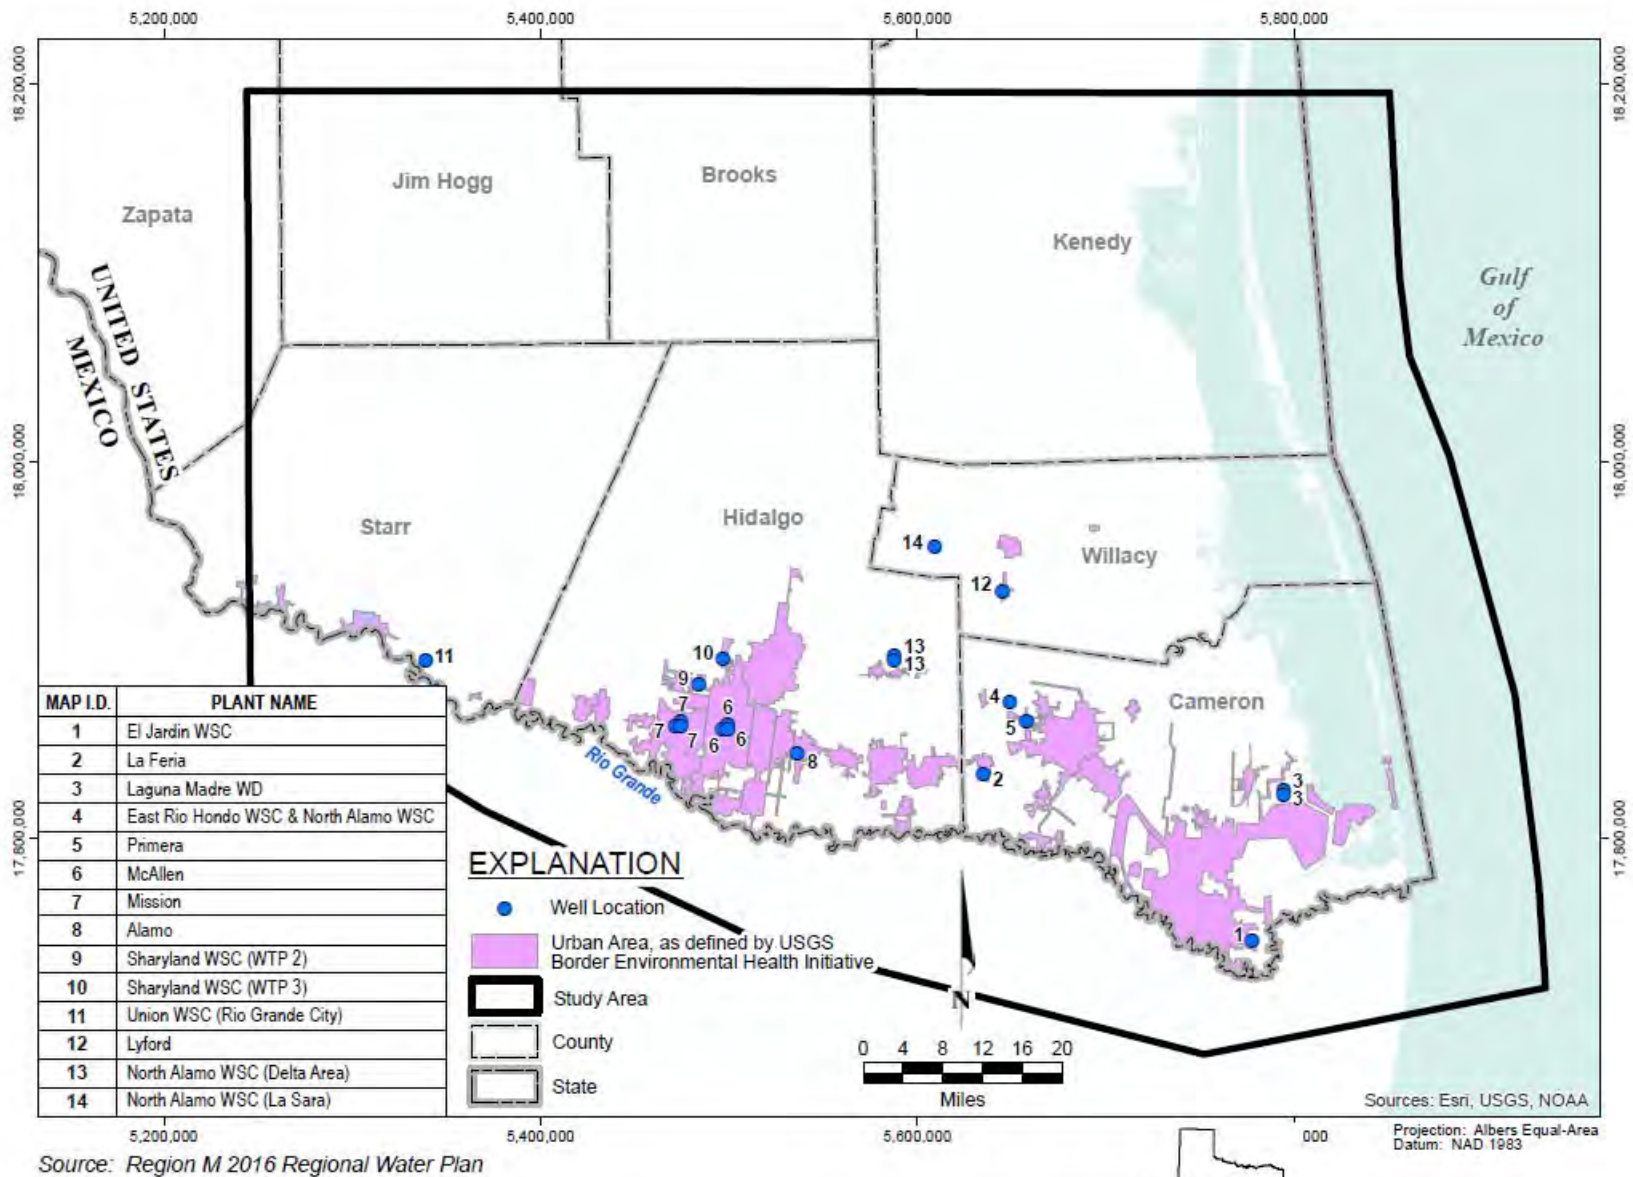 5,200,000
5,400,000
5,600,000
5,800,000
18,200,000
18,200,000
Jim Hogg
Brooks
Zapata
Kenedy
UNITED STATES
MEXICO
Gulf
of
Mexico
18,000,000
18,000,000
Starr
Hidalgo
14
Willacy
12
11
10
13
13
9
7
6
7
7
6
6
4
5
Cameron
8
2
3
3
Rio Grande
1
17,800,000
17,800,000
MAP I.D. PLANT NAME
1 El Jardin WSC
2 La Feria
3 Laguna Madre WD
4 East Rio Hondo WSC & North Alamo WSC
5 Primera
6 McAllen
7 Mission
8 Alamo
9 Sharyland WSC (WTP 2)
10 Sharyland WSC (WTP 3)
11 Union WSC (Rio Grande City)
12 Lyford
13 North Alamo WSC (Delta Area)
14 North Alamo WSC (La Sara)
EXPLANATION
Well Location
Urban Area, as defined by USGS
Border Environmental Health Initiative
Study Area
County
State
N
0 4 8 12 16 20
Miles
Sources: Esri, USGS, NOAA
5,200,000
5,400,000
5,600,000
000
Projection: Albers Equal-Area
Datum: NAD 1983
Source: Region M 2016 Regional Water Plan